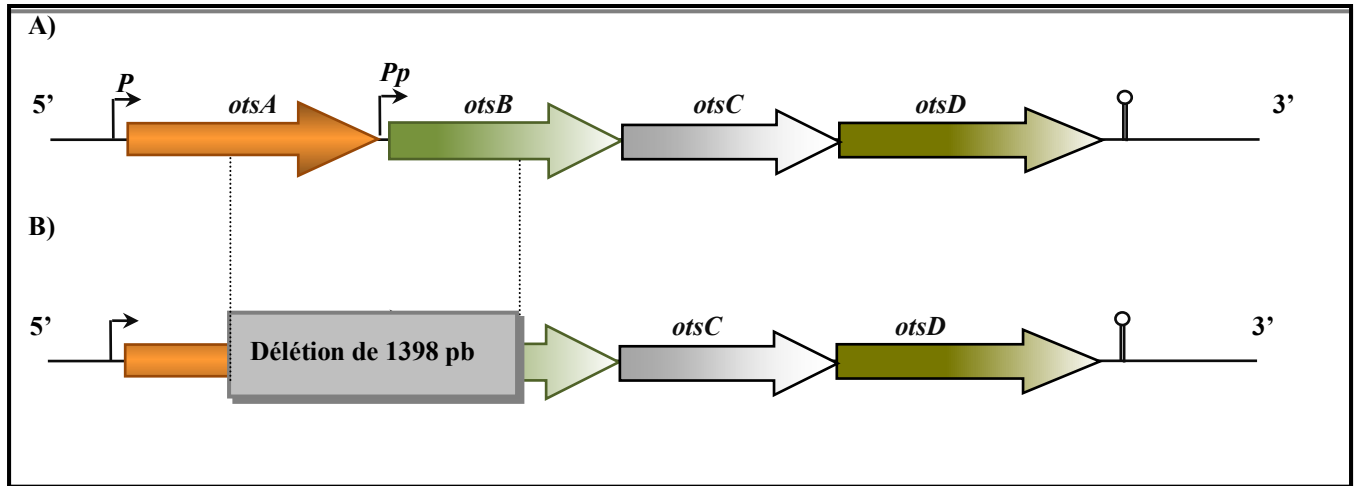 A)
P Pp
5' otsA otsB otsC otsD 3'
B)
5' otsC otsD 3'
Délétion de 1398 pb